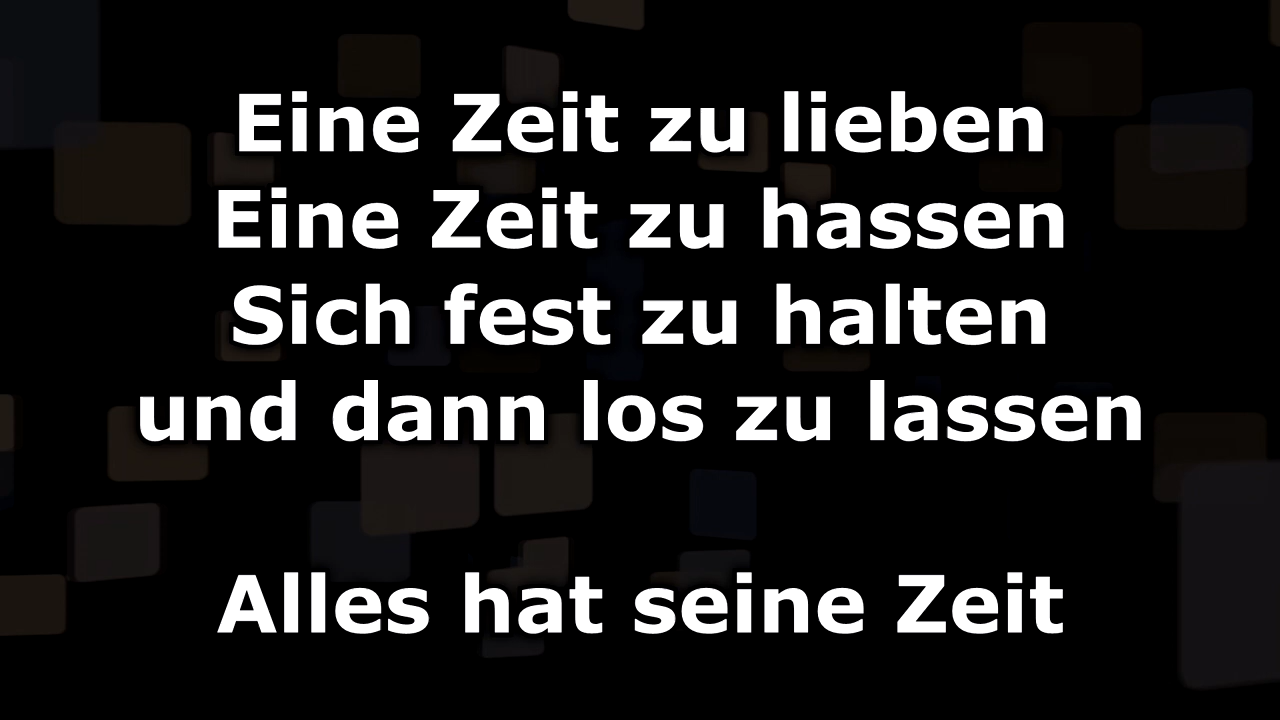 Eine Zeit zu lieben
Eine Zeit zu hassen
Sich fest zu halten
und dann los zu lassen
Alles hat seine Zeit